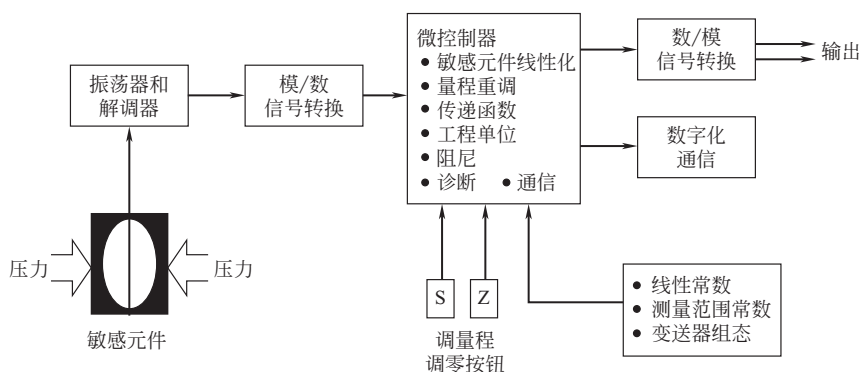 振荡器和
解调器
模/数
信号转换
微控制器
● 敏感元件线性化
● 量程重调
● 传递函数
● 工程单位
● 阻尼
● 诊断 ● 通信
数/模
信号转换
输出
数字化
通信
压力
压力
敏感元件
S
Z
调量程
调零按钮
● 线性常数
● 测量范围常数
● 变送器组态